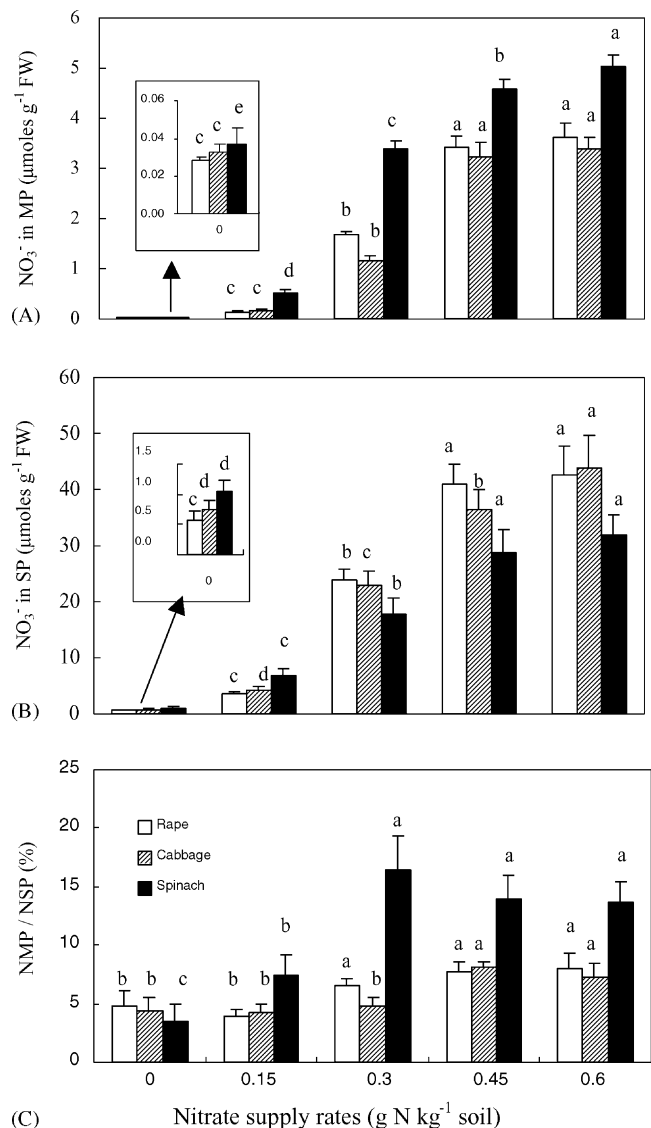 (A)
NO₃⁻ in MP (µmoles g⁻¹ FW)
6
5
4
3
2
1
0
0.06
0.04
0.02
0.00
c c e
0
c c d
b b c
a a b
a a a
(B)
NO₃⁻ in SP (µmoles g⁻¹ FW)
60
50
40
30
20
10
0
1.5
1.0
0.5
0.0
c d d
0
c d c
b c b
a b a
a a a
(C)
NMP / NSP (%)
25
20
15
10
5
0
Rape
Cabbage
Spinach
b b c
b b b
a b a
a a a
a a a
0 0.15 0.3 0.45 0.6
Nitrate supply rates (g N kg⁻¹ soil)